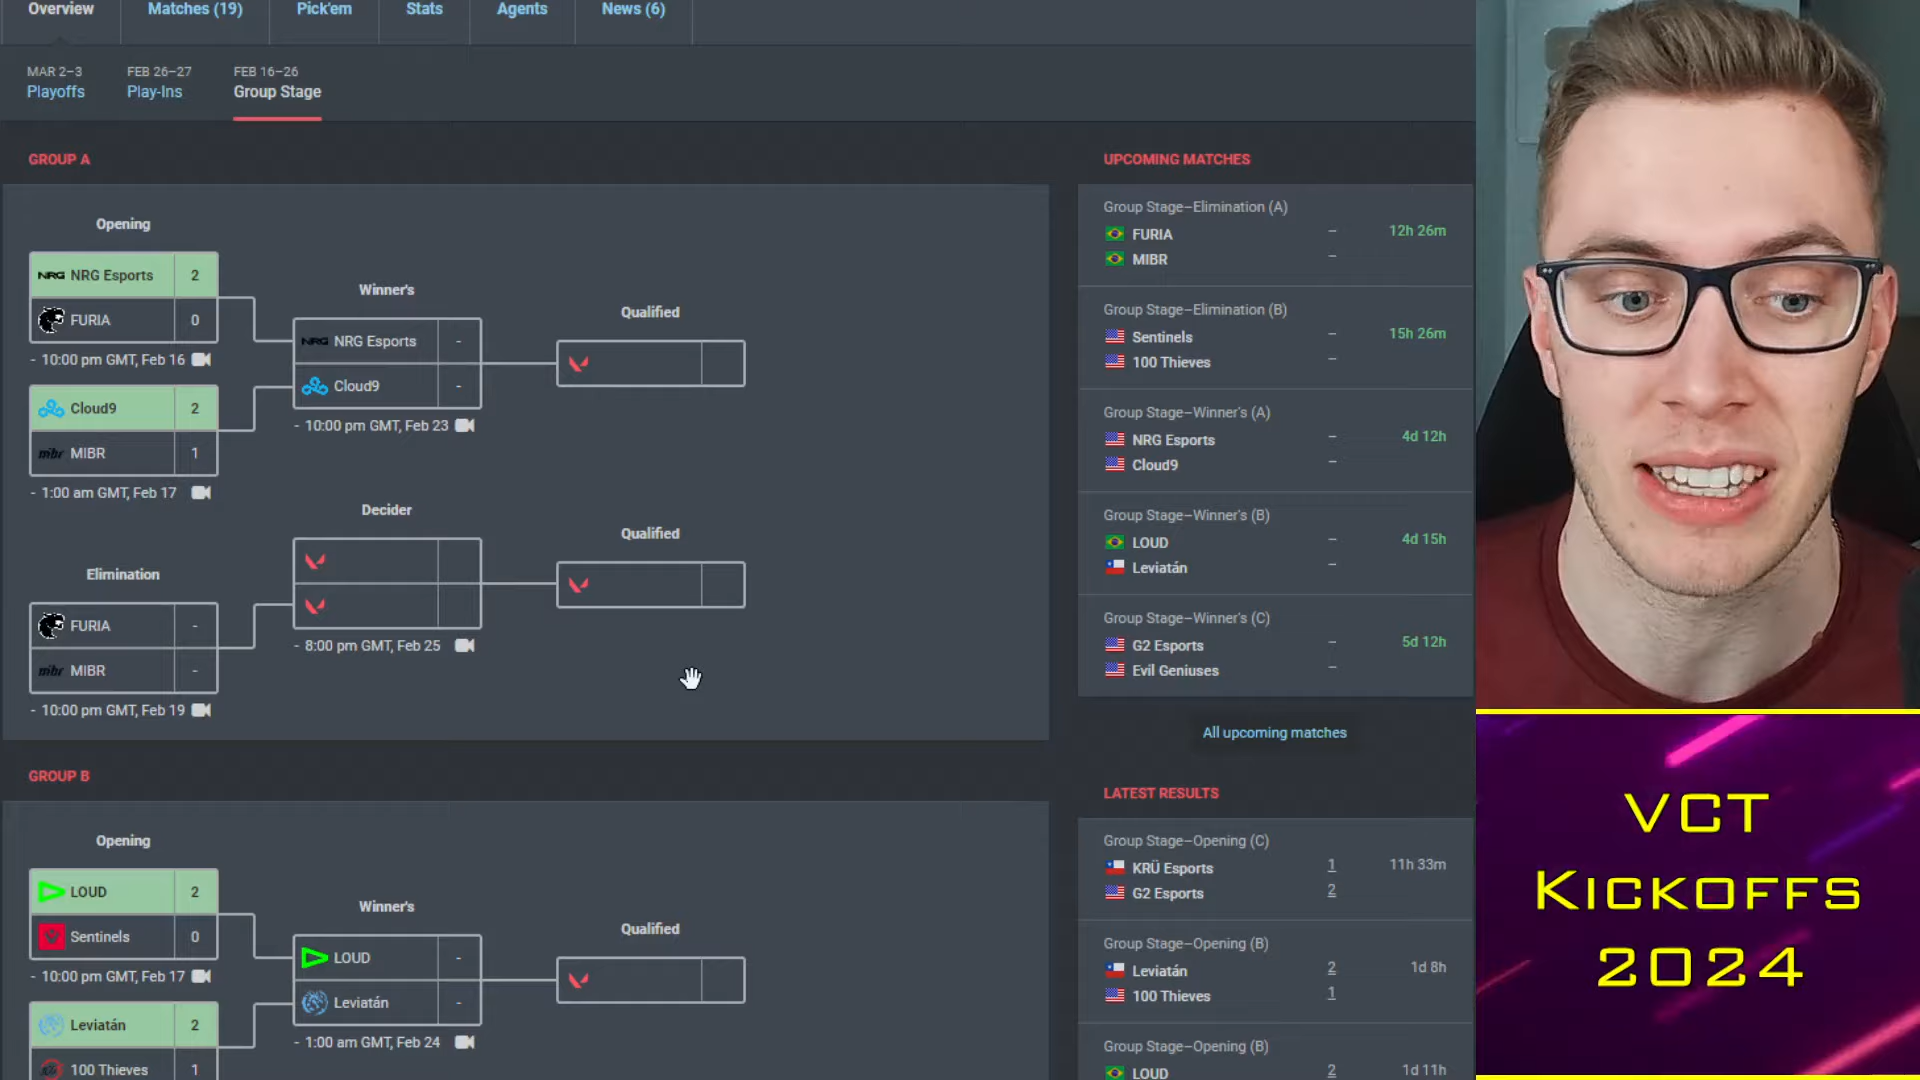 Overview
Matches (19)
Pick'em
Stats
Agents
News (6)
MAR 2–3
Playoffs
FEB 26–27
Play-Ins
FEB 16–26
Group Stage
GROUP A
Opening
NRG NRG Esports 2
FURIA 0
- 10:00 pm GMT, Feb 16
Cloud9 2
mibr MIBR 1
- 1:00 am GMT, Feb 17
Winner's
NRG NRG Esports -
Cloud9 -
- 10:00 pm GMT, Feb 23
Qualified
Elimination
FURIA -
mibr MIBR -
- 10:00 pm GMT, Feb 19
Decider
- 8:00 pm GMT, Feb 25
Qualified
GROUP B
Opening
LOUD 2
Sentinels 0
- 10:00 pm GMT, Feb 17
Leviatán 2
100 Thieves 1
Winner's
LOUD -
Leviatán -
- 1:00 am GMT, Feb 24
Qualified
UPCOMING MATCHES
Group Stage–Elimination (A)
FURIA – 12h 26m
MIBR –
Group Stage–Elimination (B)
Sentinels – 15h 26m
100 Thieves –
Group Stage–Winner's (A)
NRG Esports – 4d 12h
Cloud9 –
Group Stage–Winner's (B)
LOUD – 4d 15h
Leviatán –
Group Stage–Winner's (C)
G2 Esports – 5d 12h
Evil Geniuses –
All upcoming matches
LATEST RESULTS
Group Stage–Opening (C)
KRÜ Esports 1 11h 33m
G2 Esports 2
Group Stage–Opening (B)
Leviatán 2 1d 8h
100 Thieves 1
Group Stage–Opening (B)
LOUD 2 1d 11h
VCT
Kickoffs
2024